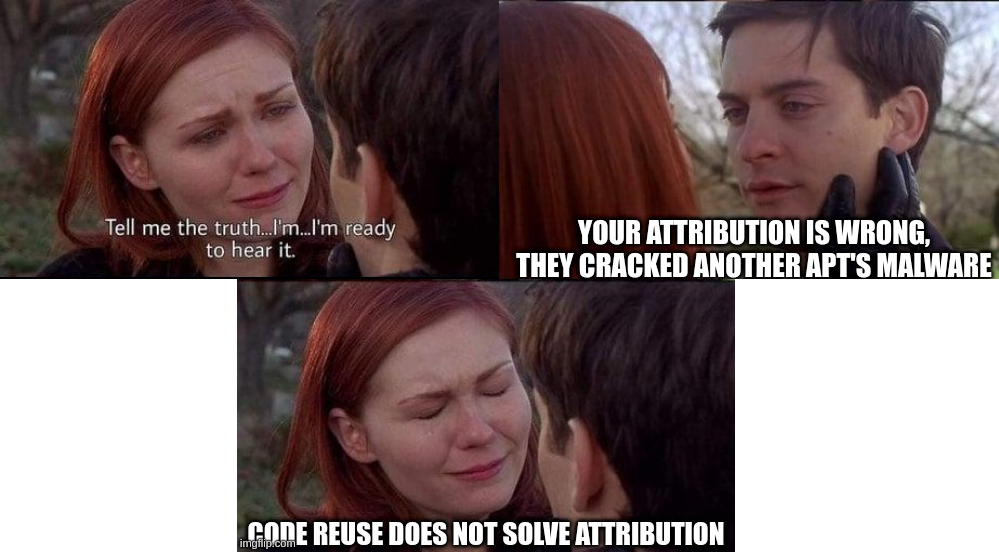 Tell me the truth...I'm...I'm ready
to hear it.
YOUR ATTRIBUTION IS WRONG,
THEY CRACKED ANOTHER APT'S MALWARE
CODE REUSE DOES NOT SOLVE ATTRIBUTION
imgflip.com